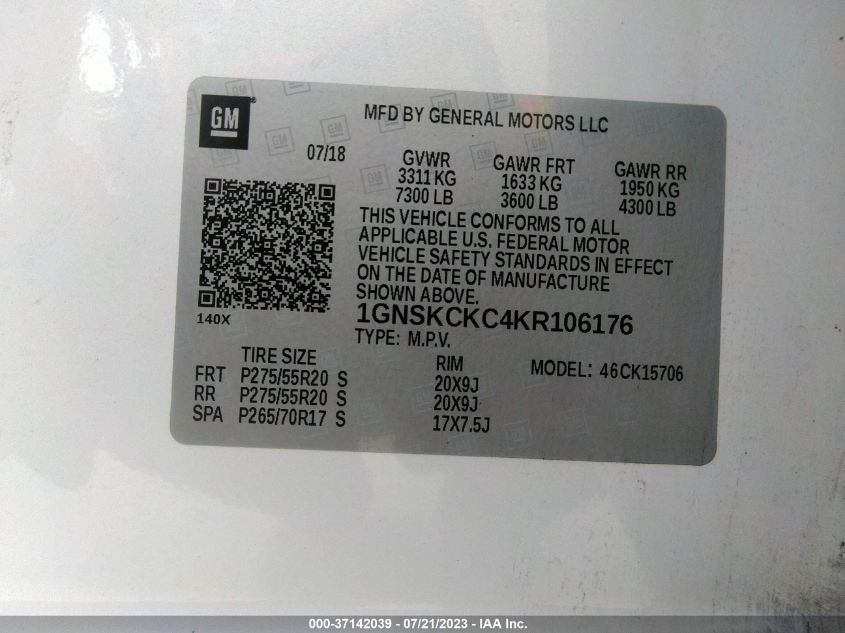 GM
MFD BY GENERAL MOTORS LLC
07/18
GVWR GAWR FRT GAWR RR
3311 KG 1633 KG 1950 KG
7300 LB 3600 LB 4300 LB
THIS VEHICLE CONFORMS TO ALL
APPLICABLE U.S. FEDERAL MOTOR
VEHICLE SAFETY STANDARDS IN EFFECT
ON THE DATE OF MANUFACTURE
SHOWN ABOVE.
140X
1GNSKCKC4KR106176
TYPE: M.P.V.
TIRE SIZE RIM MODEL: 46CK15706
FRT P275/55R20 S 20X9J
RR P275/55R20 S 20X9J
SPA P265/70R17 S 17X7.5J
000-37142039 - 07/21/2023 - IAA Inc.